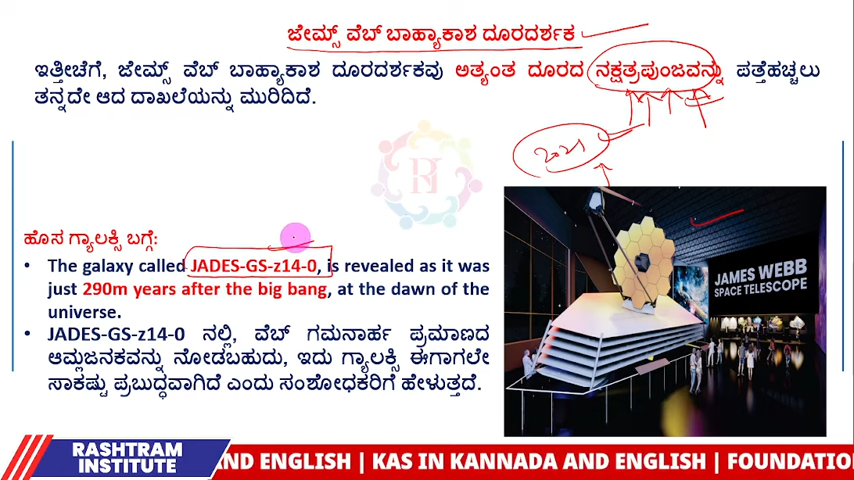 ಜೇಮ್ಸ್ ವೆಬ್ ಬಾಹ್ಯಾಕಾಶ ದೂರದರ್ಶಕ
ಇತ್ತೀಚೆಗೆ, ಜೇಮ್ಸ್ ವೆಬ್ ಬಾಹ್ಯಾಕಾಶ ದೂರದರ್ಶಕವು ಅತ್ಯಂತ ದೂರದ ನಕ್ಷತ್ರಪುಂಜವನ್ನು ಪತ್ತೆಹಚ್ಚಲು
ತನ್ನದೇ ಆದ ದಾಖಲೆಯನ್ನು ಮುರಿದಿದೆ.
2021
ಹೊಸ ಗ್ಯಾಲಕ್ಸಿ ಬಗ್ಗೆ:
• The galaxy called JADES-GS-z14-0, is revealed as it was
just 290m years after the big bang, at the dawn of the
universe.
• JADES-GS-z14-0 ನಲ್ಲಿ, ವೆಬ್ ಗಮನಾರ್ಹ ಪ್ರಮಾಣದ
ಆಮ್ಲಜನಕವನ್ನು ನೋಡಬಹುದು, ಇದು ಗ್ಯಾಲಕ್ಸಿ ಈಗಾಗಲೇ
ಸಾಕಷ್ಟು ಪ್ರಬುದ್ಧವಾಗಿದೆ ಎಂದು ಸಂಶೋಧಕರಿಗೆ ಹೇಳುತ್ತದೆ.
JAMES WEBB
SPACE TELESCOPE
RASHTRAM
INSTITUTE
AND ENGLISH | KAS IN KANNADA AND ENGLISH | FOUNDATIO